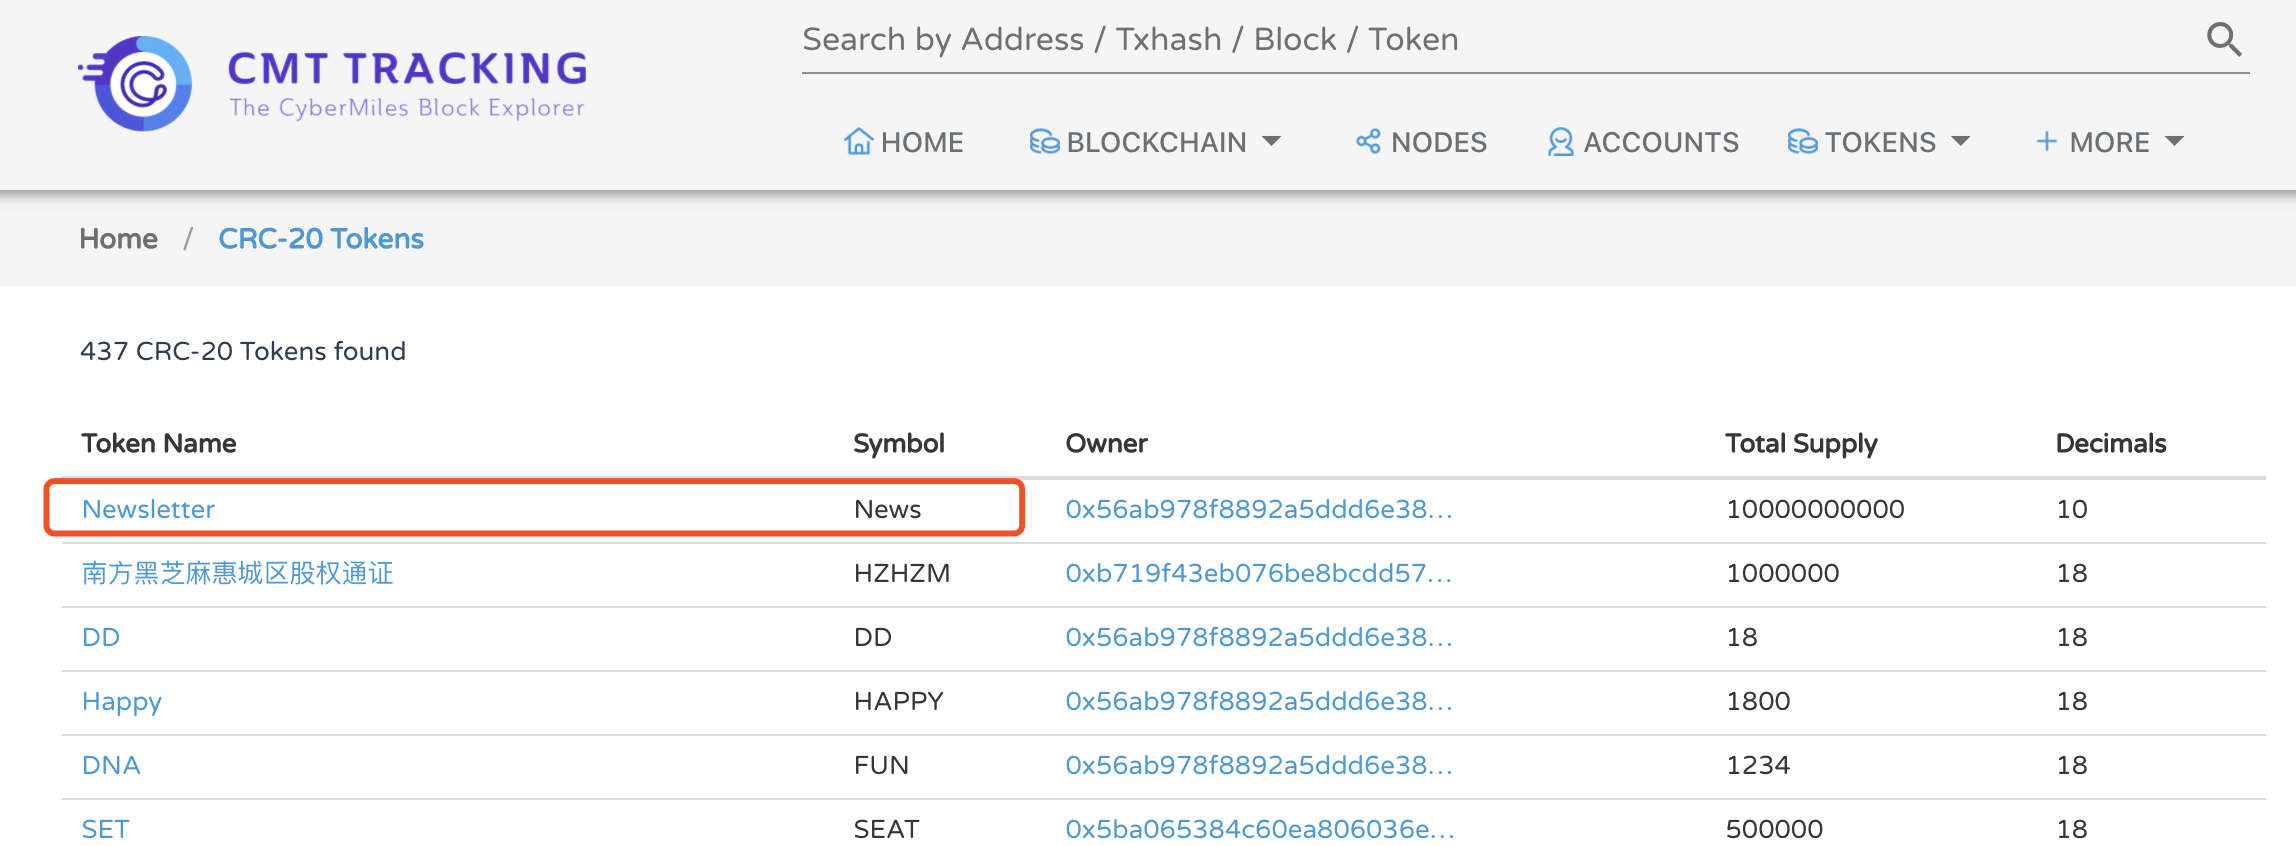 CMT TRACKING
The CyberMiles Block Explorer
Search by Address / Txhash / Block / Token
HOME BLOCKCHAIN NODES ACCOUNTS TOKENS + MORE
Home / CRC-20 Tokens
437 CRC-20 Tokens found
Token Name Symbol Owner Total Supply Decimals
Newsletter News 0x56ab978f8892a5ddd6e38... 10000000000 10
南方黑芝麻惠城区股权通证 HZHZM 0xb719f43eb076be8bcdd57... 1000000 18
DD DD 0x56ab978f8892a5ddd6e38... 18 18
Happy HAPPY 0x56ab978f8892a5ddd6e38... 1800 18
DNA FUN 0x56ab978f8892a5ddd6e38... 1234 18
SET SEAT 0x5ba065384c60ea806036e... 500000 18